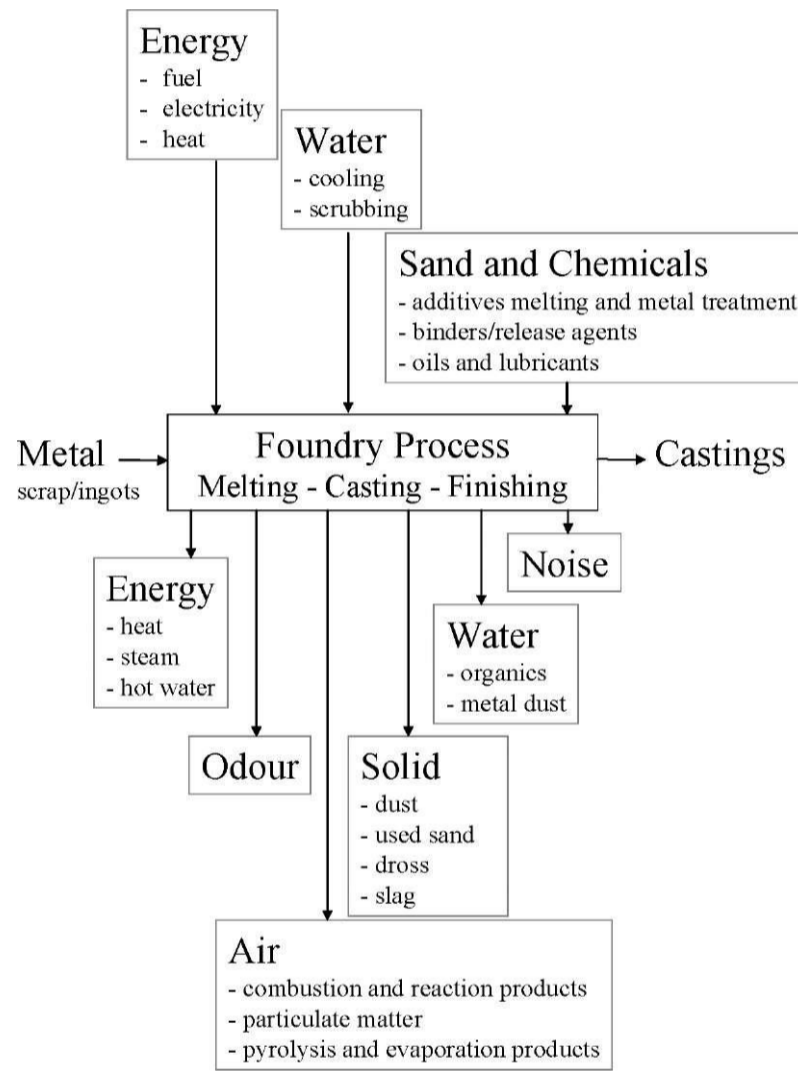 Energy
- fuel
- electricity
- heat
Water
- cooling
- scrubbing
Sand and Chemicals
- additives melting and metal treatment
- binders/release agents
- oils and lubricants
Metal
scrap/ingots
Foundry Process
Melting - Casting - Finishing
Castings
Energy
- heat
- steam
- hot water
Noise
Water
- organics
- metal dust
Odour
Solid
- dust
- used sand
- dross
- slag
Air
- combustion and reaction products
- particulate matter
- pyrolysis and evaporation products